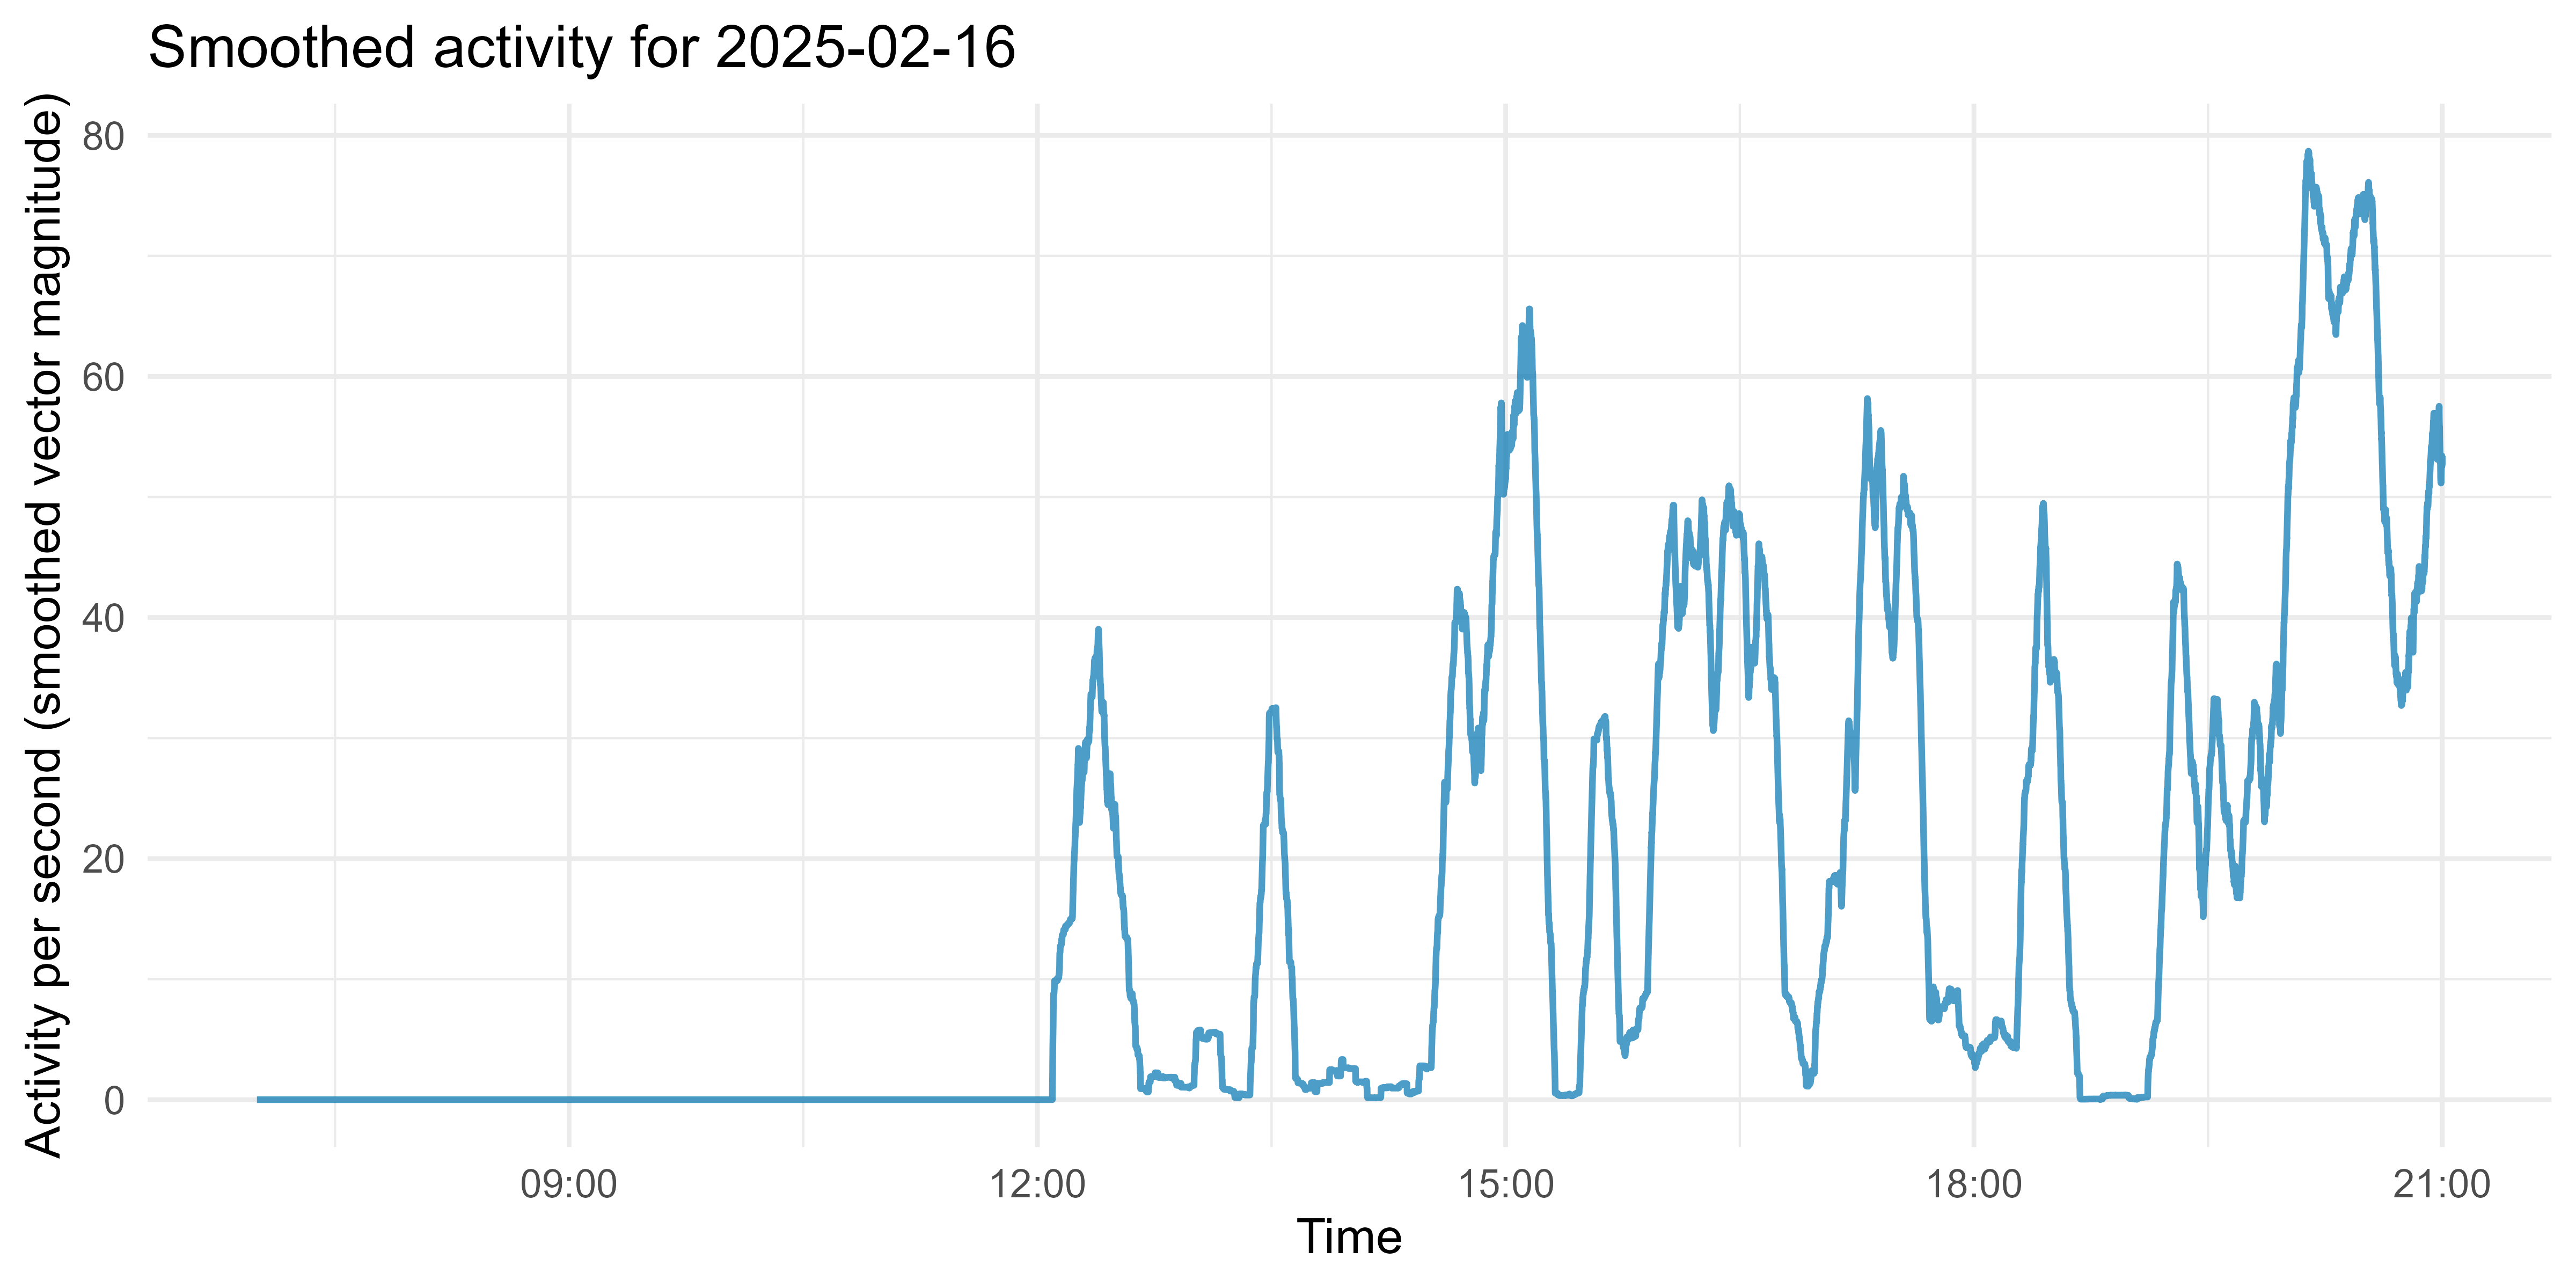 Smoothed activity for 2025-02-16
Activity per second (smoothed vector magnitude)
80
60
40
20
0
09:00 12:00 15:00 18:00 21:00
Time